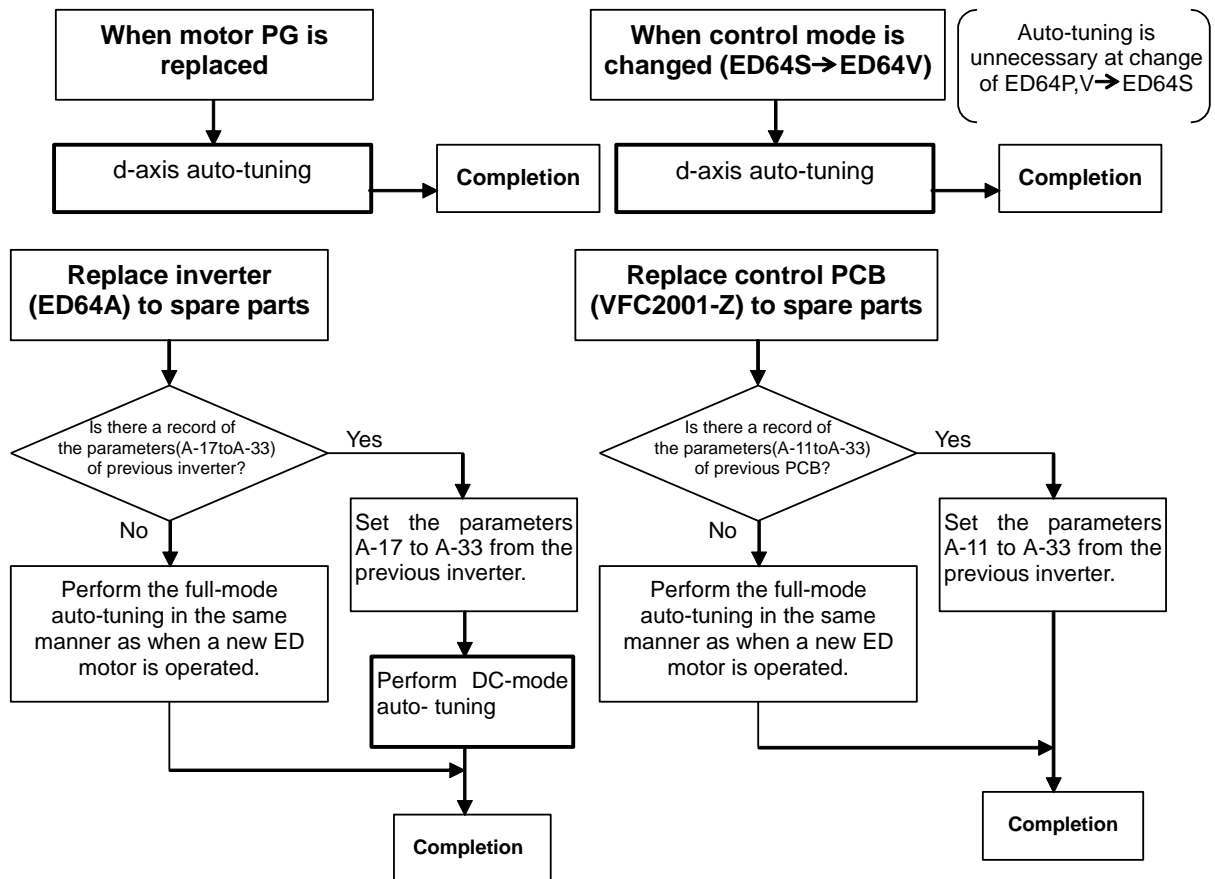 When motor PG is
replaced
d-axis auto-tuning
Completion
When control mode is
changed (ED64S→ED64V)
Auto-tuning is
unnecessary at change
of ED64P,V→ED64S
d-axis auto-tuning
Completion
Replace inverter
(ED64A) to spare parts
Is there a record of
the parameters(A-17toA-33)
of previous inverter?
Yes
No
Set the parameters
A-17 to A-33 from the
previous inverter.
Perform the full-mode
auto-tuning in the same
manner as when a new ED
motor is operated.
Perform DC-mode
auto- tuning
Completion
Replace control PCB
(VFC2001-Z) to spare parts
Is there a record of
the parameters(A-11toA-33)
of previous PCB?
Yes
No
Set the parameters
A-11 to A-33 from the
previous inverter.
Perform the full-mode
auto-tuning in the same
manner as when a new ED
motor is operated.
Completion